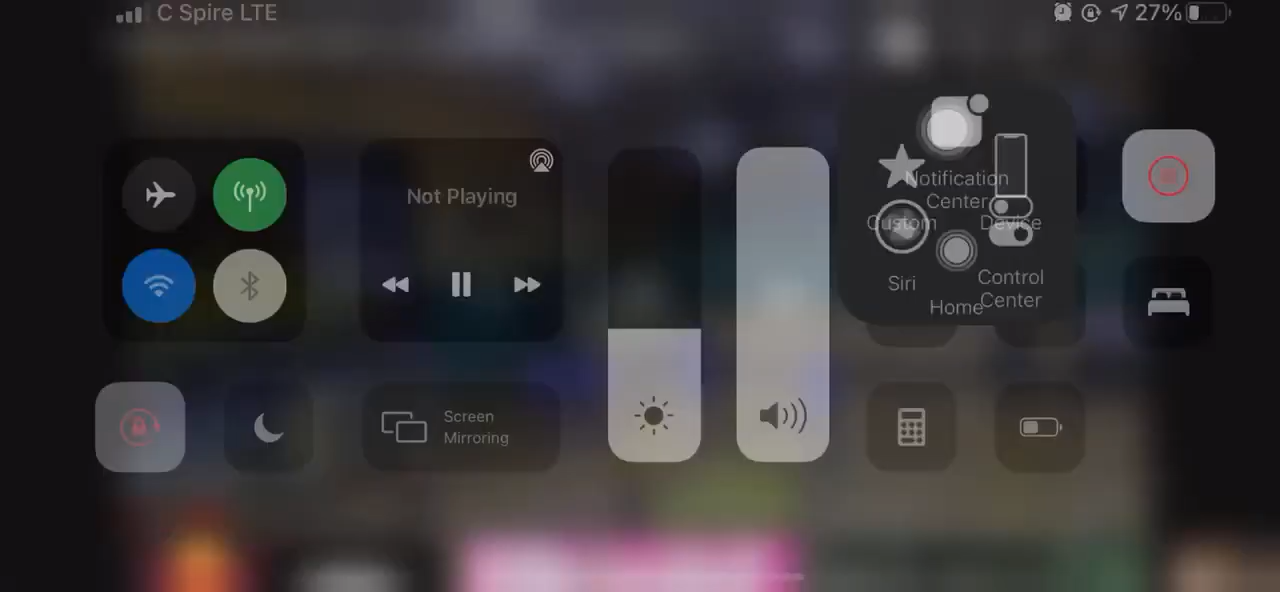 C Spire LTE
27%
Not Playing
Notification
Center
Custom
Device
Siri
Control
Center
Home
Screen
Mirroring